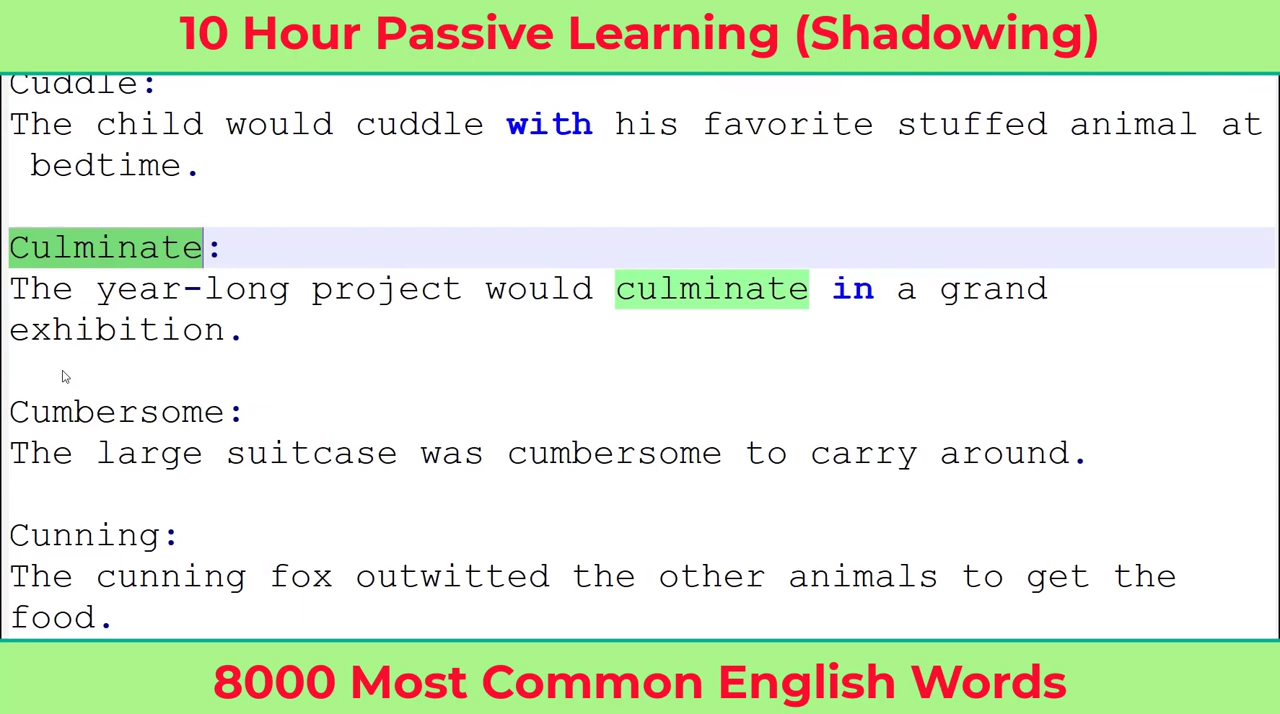 10 Hour Passive Learning (Shadowing)
Cuddle:
The child would cuddle with his favorite stuffed animal at
bedtime.
Culminate:
The year-long project would culminate in a grand
exhibition.
Cumbersome:
The large suitcase was cumbersome to carry around.
Cunning:
The cunning fox outwitted the other animals to get the
food.
8000 Most Common English Words